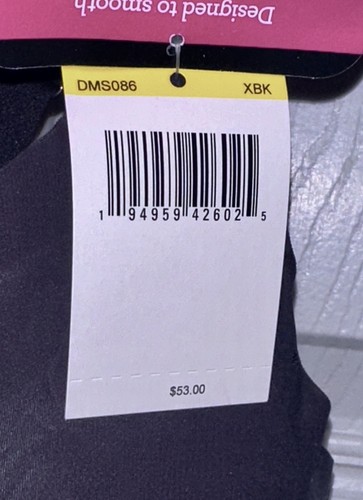 Designed to smooth
DMS086 XBK
1 94959 42602 5
$53.00